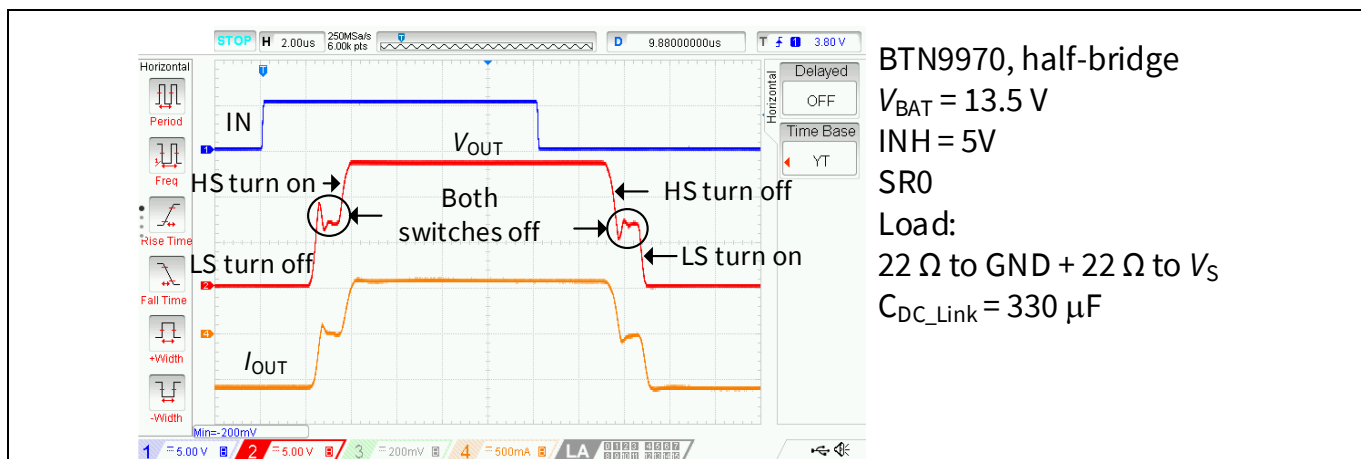 STOP H 2.00us 250MSa/s 6.00k pts D 9.88000000us T 1 3.80 V
Horizontal
Period
Freq
Rise Time
Fall Time
+Width
-Width
IN
VOUT
HS turn on
Both switches off
HS turn off
LS turn off
LS turn on
IOUT
1
2
4
Horizontal
Delayed
OFF
Time Base
YT
Min=-200mV
1 5.00 V 2 5.00 V 3 200mV 4 500mA LA
BTN9970, half-bridge
VBAT = 13.5 V
INH = 5V
SR0
Load:
22 Ω to GND + 22 Ω to VS
CDC_Link = 330 µF